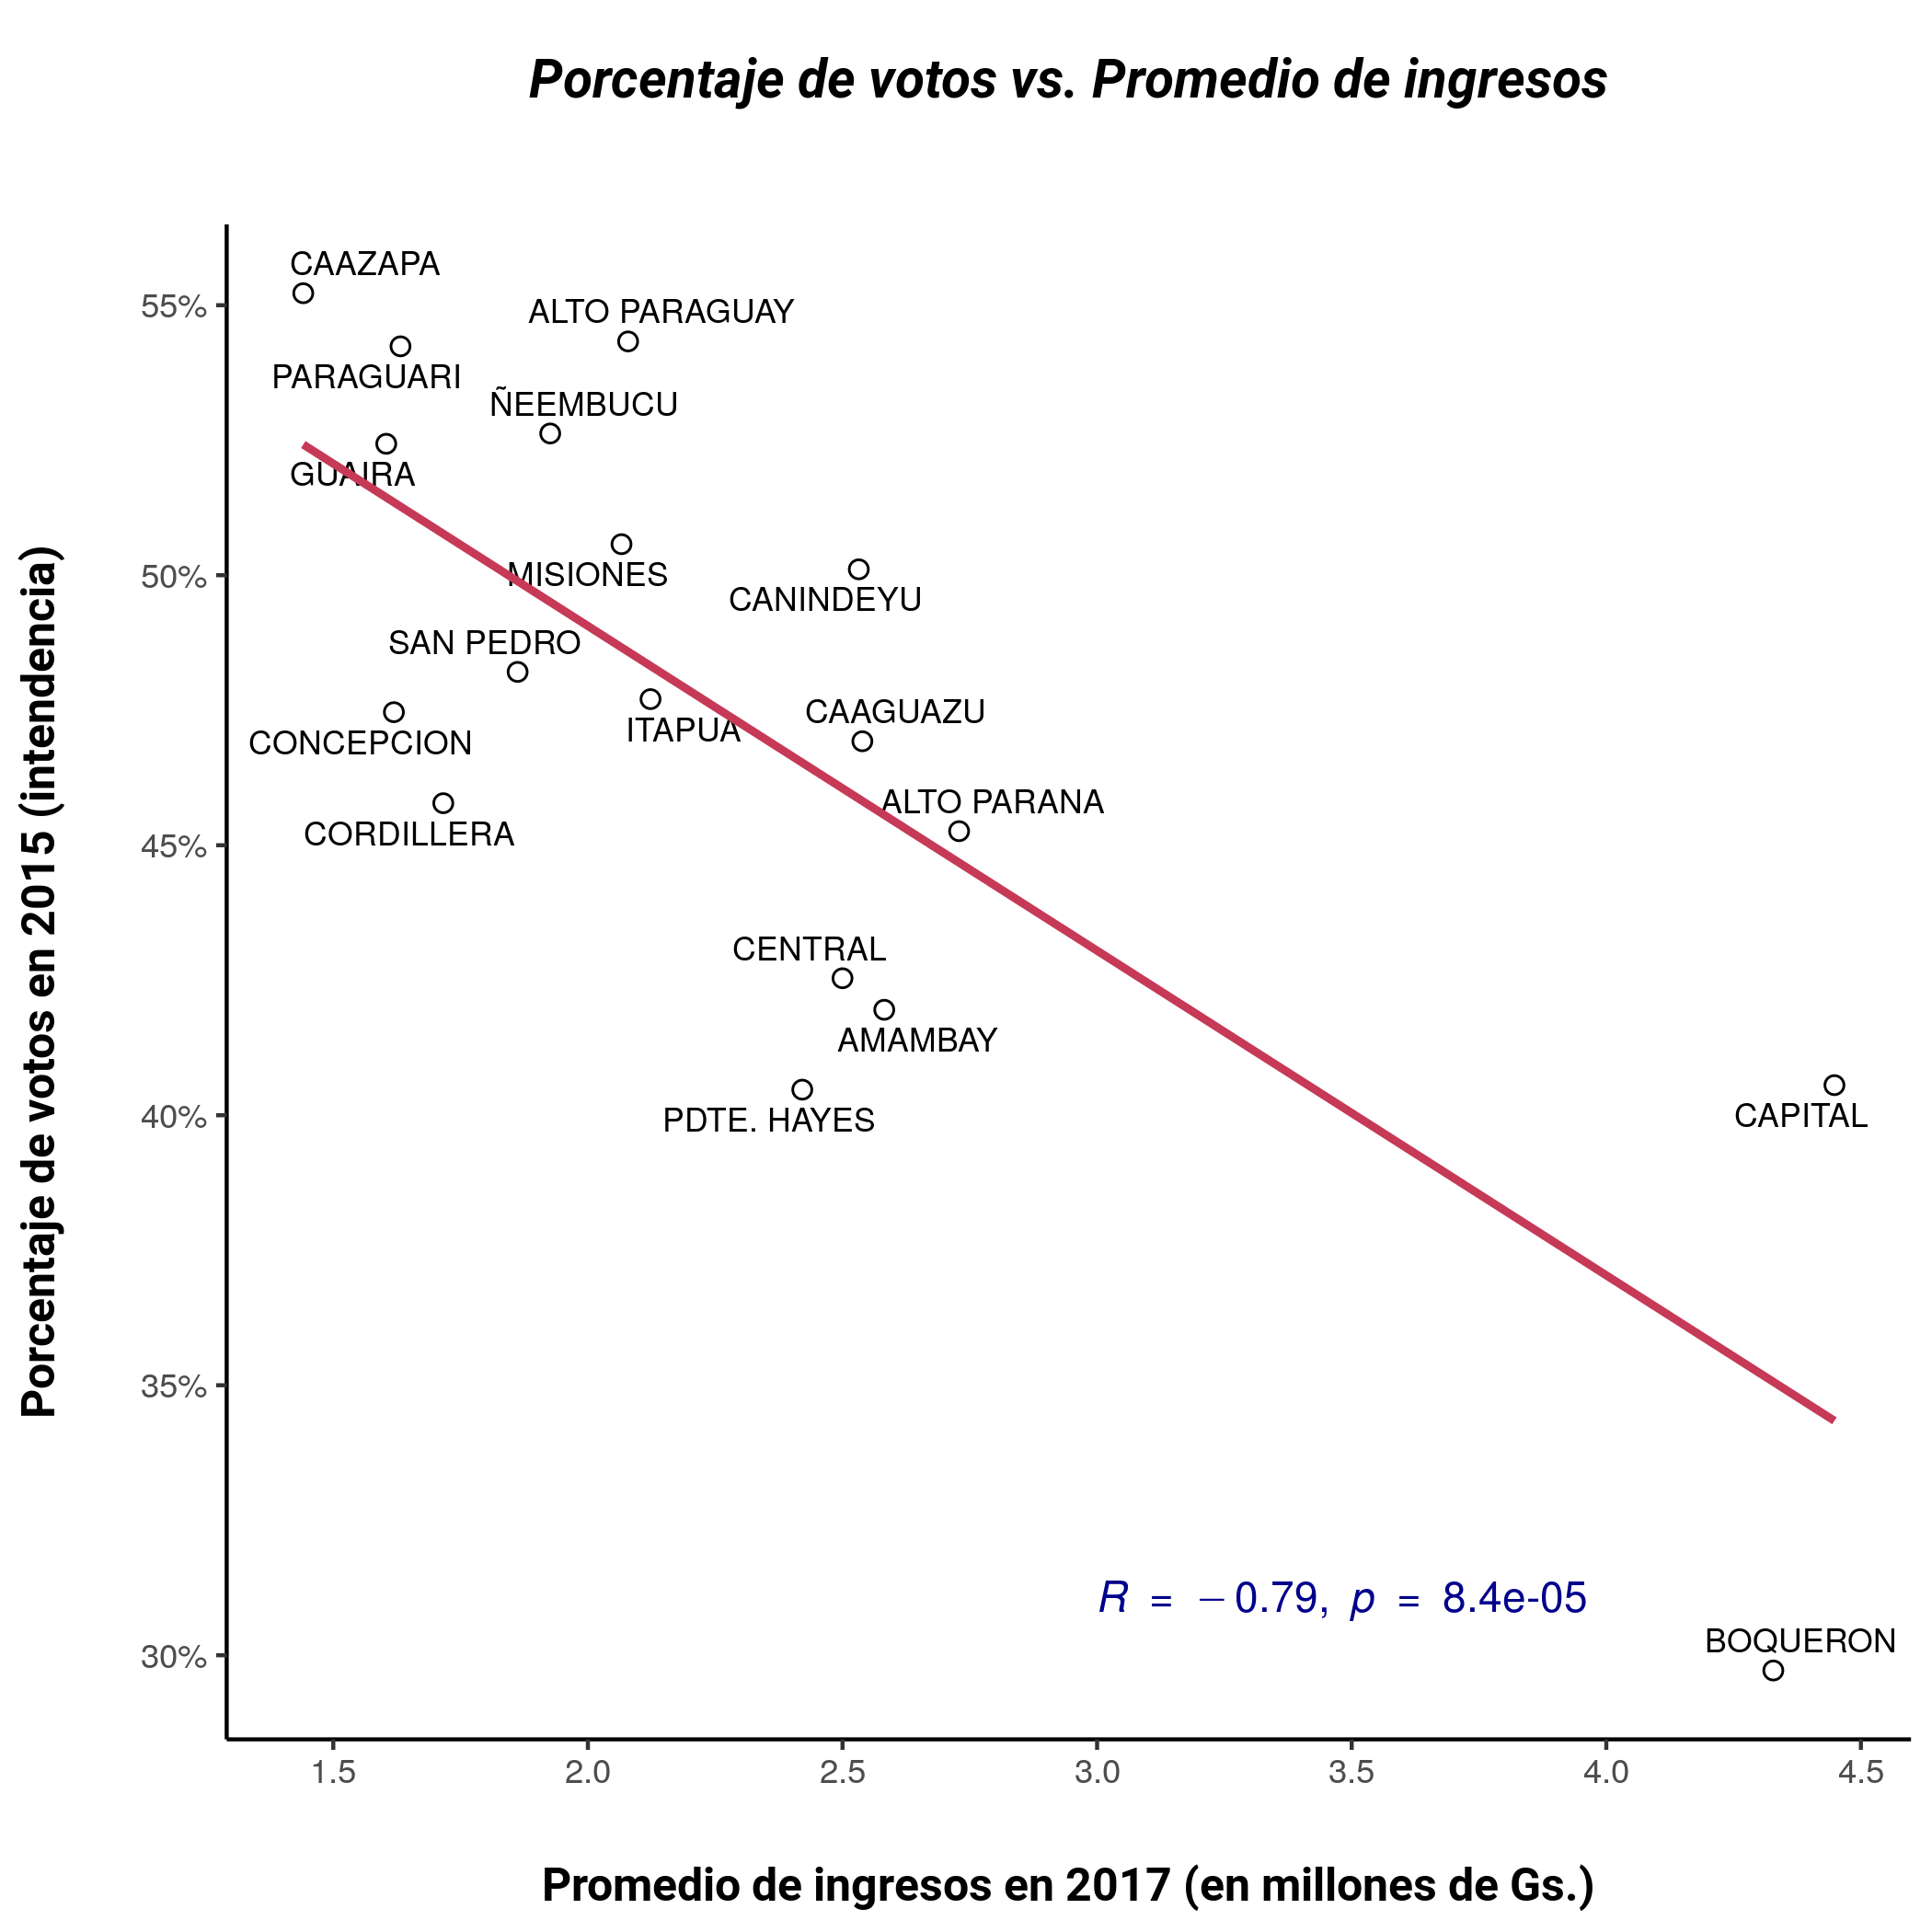 Porcentaje de votos vs. Promedio de ingresos
Porcentaje de votos en 2015 (intendencia)
55%
50%
45%
40%
35%
30%
CAAZAPA
ALTO PARAGUAY
PARAGUARI
ÑEEMBUCU
GUAIRA
MISIONES
CANINDEYU
SAN PEDRO
CONCEPCION
ITAPUA
CAAGUAZU
CORDILLERA
ALTO PARANA
CENTRAL
AMAMBAY
PDTE. HAYES
CAPITAL
R = −0.79, p = 8.4e-05
BOQUERON
1.5 2.0 2.5 3.0 3.5 4.0 4.5
Promedio de ingresos en 2017 (en millones de Gs.)